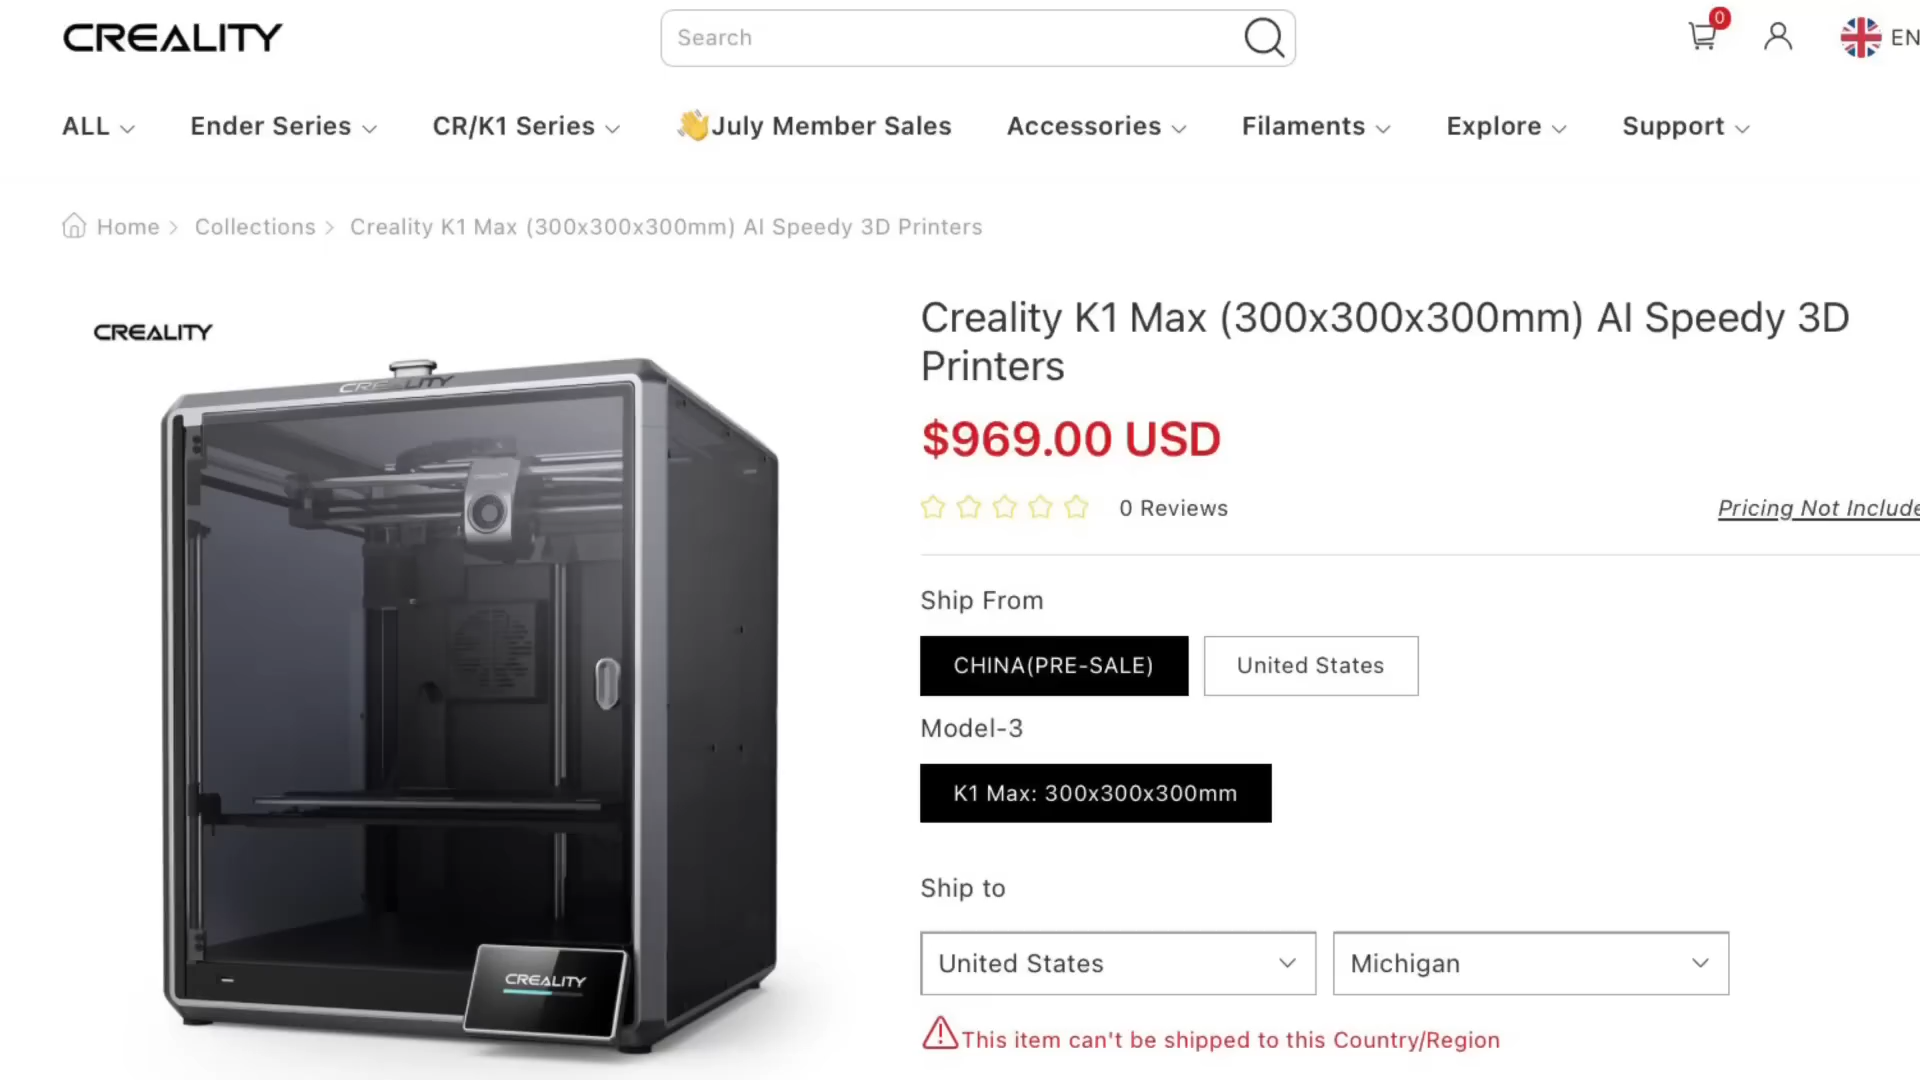 CREALITY
Search
0
EN
ALL
Ender Series
CR/K1 Series
👋July Member Sales
Accessories
Filaments
Explore
Support
Home > Collections > Creality K1 Max (300x300x300mm) AI Speedy 3D Printers
CREALITY
CREALITY
CREALITY
Creality K1 Max (300x300x300mm) AI Speedy 3D
Printers
$969.00 USD
0 Reviews
Pricing Not Include
Ship From
CHINA(PRE-SALE)
United States
Model-3
K1 Max: 300x300x300mm
Ship to
United States
Michigan
This item can't be shipped to this Country/Region